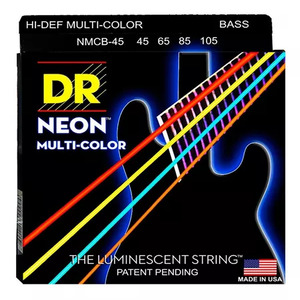 HI-DEF MULTI-COLOR BASS
NMCB-45 45 65 85 105
DR
NEON™
MULTI-COLOR
THE LUMINESCENT STRING™
PATENT PENDING
MADE IN USA